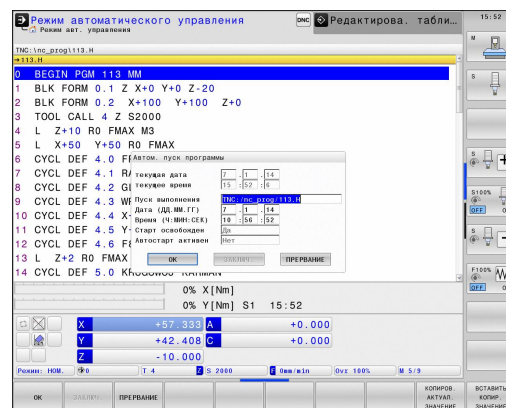 Режим автоматического управления
Режим авт. управления
DNC
Редактирова. табли...
15:52
TNC:\nc_prog\113.H
→113.H
0 BEGIN PGM 113 MM
1 BLK FORM 0.1 Z X+0 Y+0 Z-20
2 BLK FORM 0.2 X+100 Y+100 Z+0
3 TOOL CALL 4 Z S2000
4 L Z+10 R0 FMAX M3
5 L X+50 Y+50 R0 FMAX
6 CYCL DEF 4.0
7 CYCL DEF 4.1
8 CYCL DEF 4.2
9 CYCL DEF 4.3
10 CYCL DEF 4.4 X-
11 CYCL DEF 4.5 Y-
12 CYCL DEF 4.6
13 L Z+2 R0 FMAX
14 CYCL DEF 5.0
Автом. пуск программы
текущая дата 7 .1 .14
текущее время 15 :52 :6
Пуск выполнения TNC:/nc_prog/113.H
Дата (ДД.ММ.ГГ) 7 .1 .14
Время (Ч:МИН:СЕК) 10 :56 :52
Старт освобожден Да
Автостарт активен Нет
OK ЗАКЛЮЧ. ПРЕРВАНИЕ
0% X[Nm]
0% Y[Nm] S1 15:52
X +57.333 A +0.000
Y +42.408 C +0.000
Z -10.000
Режим: НОМ. 0 T 4 Z S 2000 F 0mm/min Ovr 100% M 5/9
M
S
S
S100%
OFF
S
F100%
OFF
OK ЗАКЛЮЧ. ПРЕРВАНИЕ
КОПИРОВ. АКТУАЛ. ЗНАЧЕНИЕ
ВСТАВИТЬ КОПИР. ЗНАЧЕНИЕ